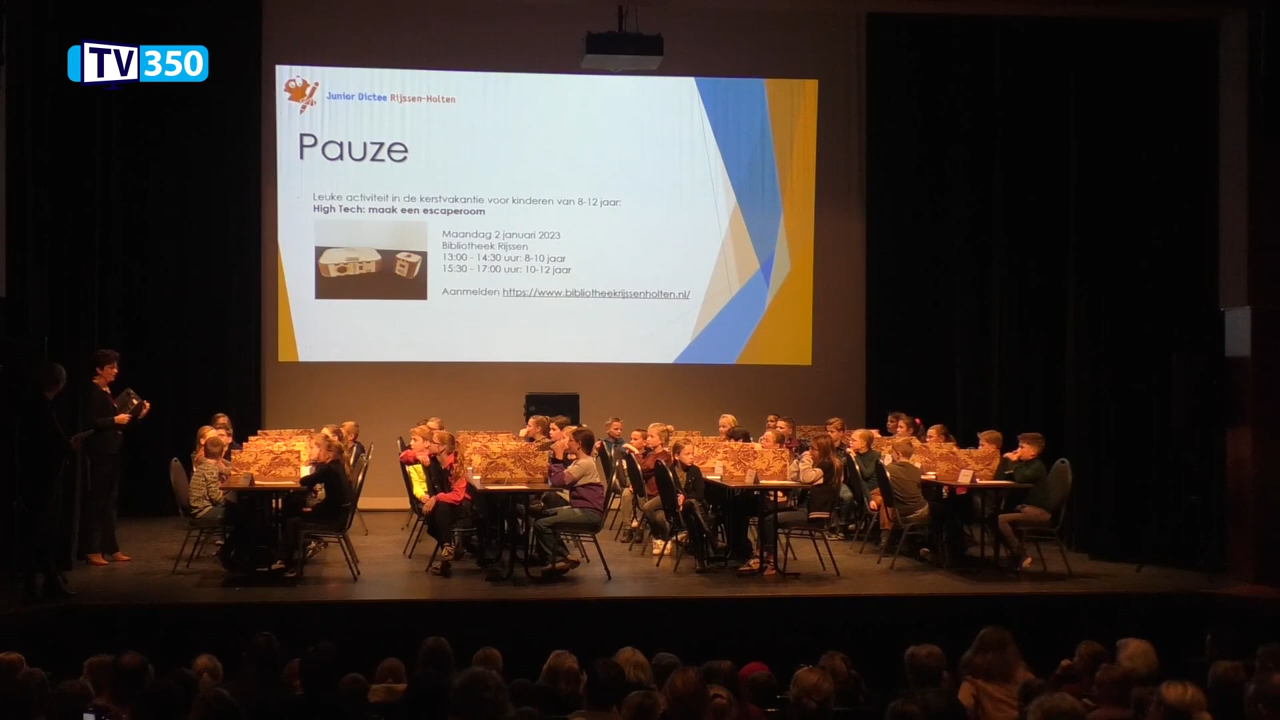 TV350
Junior Dictee Rijssen-Holten
Pauze
Leuke activiteit in de kerstvakantie voor kinderen van 8-12 jaar:
High Tech: maak een escaperoom
Maandag 2 januari 2023
Bibliotheek Rijssen
13:00 - 14:30 uur: 8-10 jaar
15:30 - 17:00 uur: 10-12 jaar
Aanmelden https://www.bibliotheekrijssenholten.nl/